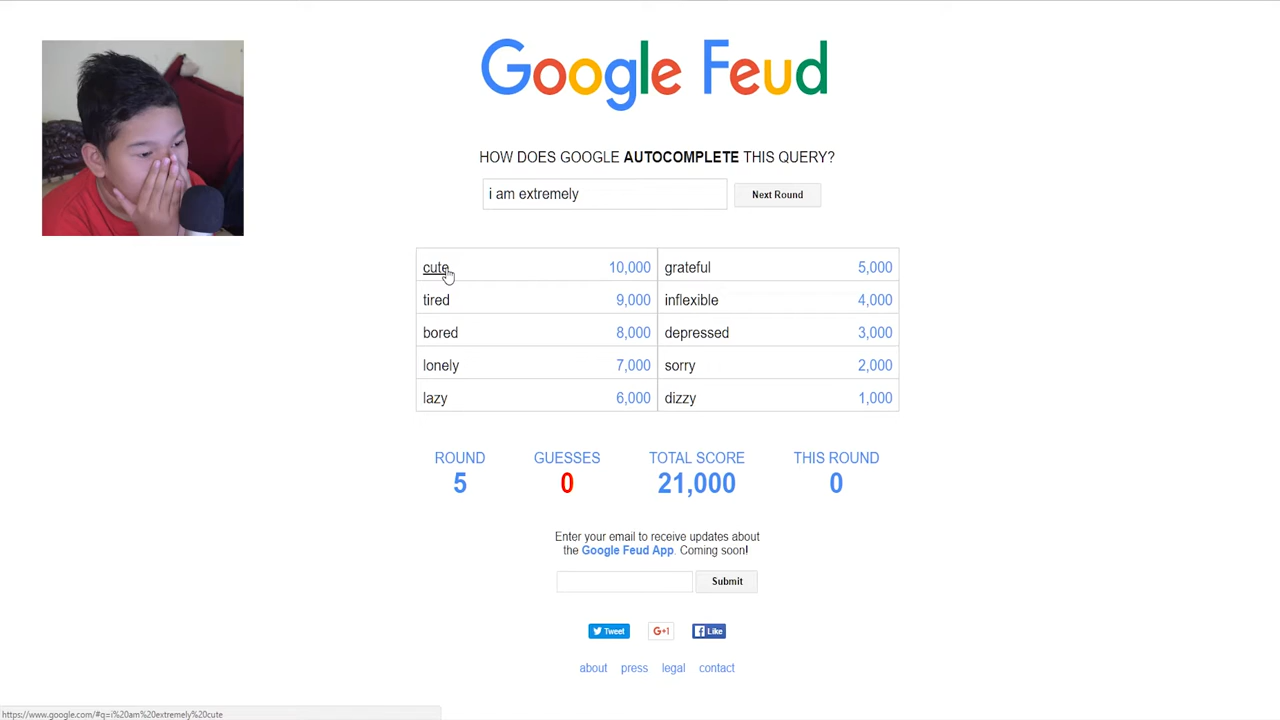 Google Feud
HOW DOES GOOGLE AUTOCOMPLETE THIS QUERY?
i am extremely
Next Round
cute 10,000 grateful 5,000
tired 9,000 inflexible 4,000
bored 8,000 depressed 3,000
lonely 7,000 sorry 2,000
lazy 6,000 dizzy 1,000
ROUND GUESSES TOTAL SCORE THIS ROUND
5 0 21,000 0
Enter your email to receive updates about
the Google Feud App. Coming soon!
Submit
Tweet G+1 Like
about press legal contact
https://www.google.com/#q=i%20am%20extremely%20cute